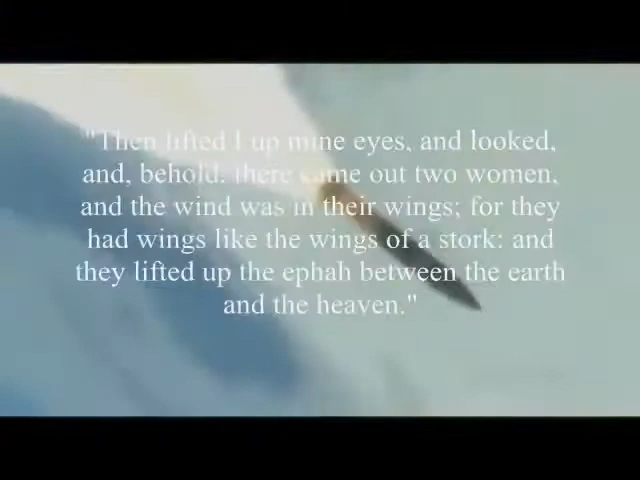 "Then lifted I up mine eyes, and looked,
and, behold, there came out two women,
and the wind was in their wings; for they
had wings like the wings of a stork: and
they lifted up the ephah between the earth
and the heaven."